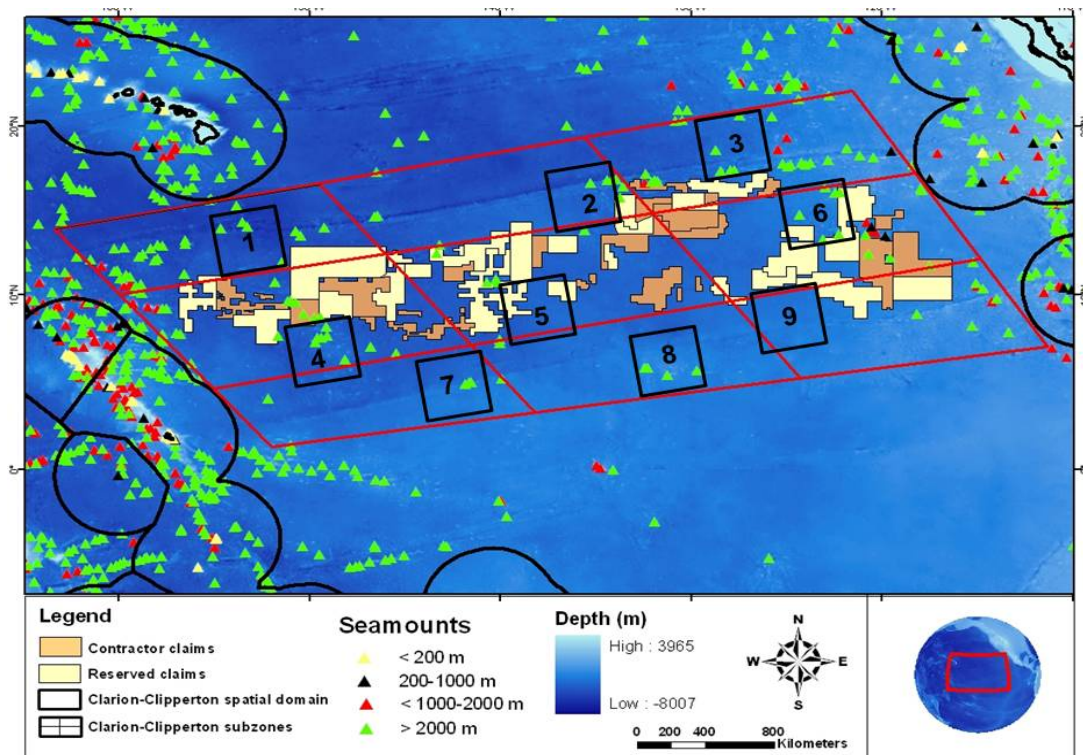 140°W
120°W
20°N
10°N
0°
1
2
3
4
5
6
7
8
9
Legend
Contractor claims
Reserved claims
Clarion-Clipperton spatial domain
Clarion-Clipperton subzones
Seamounts
< 200 m
200-1000 m
< 1000-2000 m
> 2000 m
Depth (m)
High : 3965
Low : -8007
N
W
E
S
0 200 400 800
Kilometers